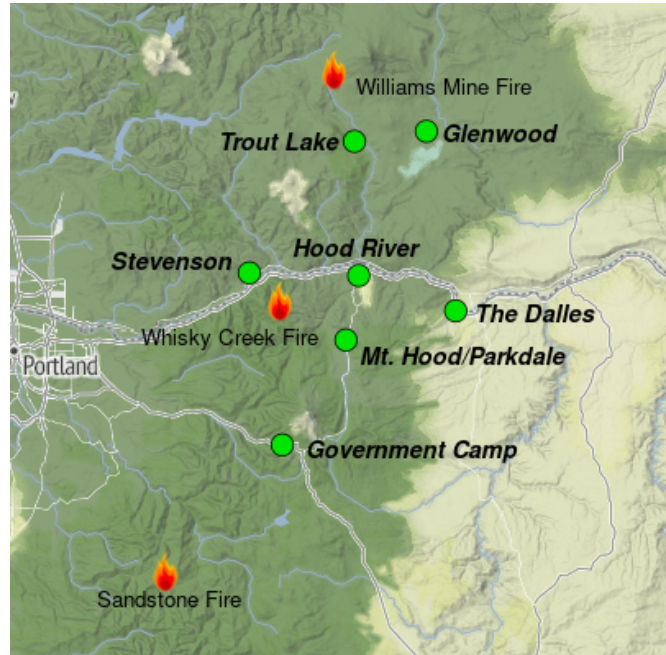 Williams Mine Fire
Trout Lake
Glenwood
Stevenson
Hood River
The Dalles
Whisky Creek Fire
Mt. Hood/Parkdale
Portland
Government Camp
Sandstone Fire